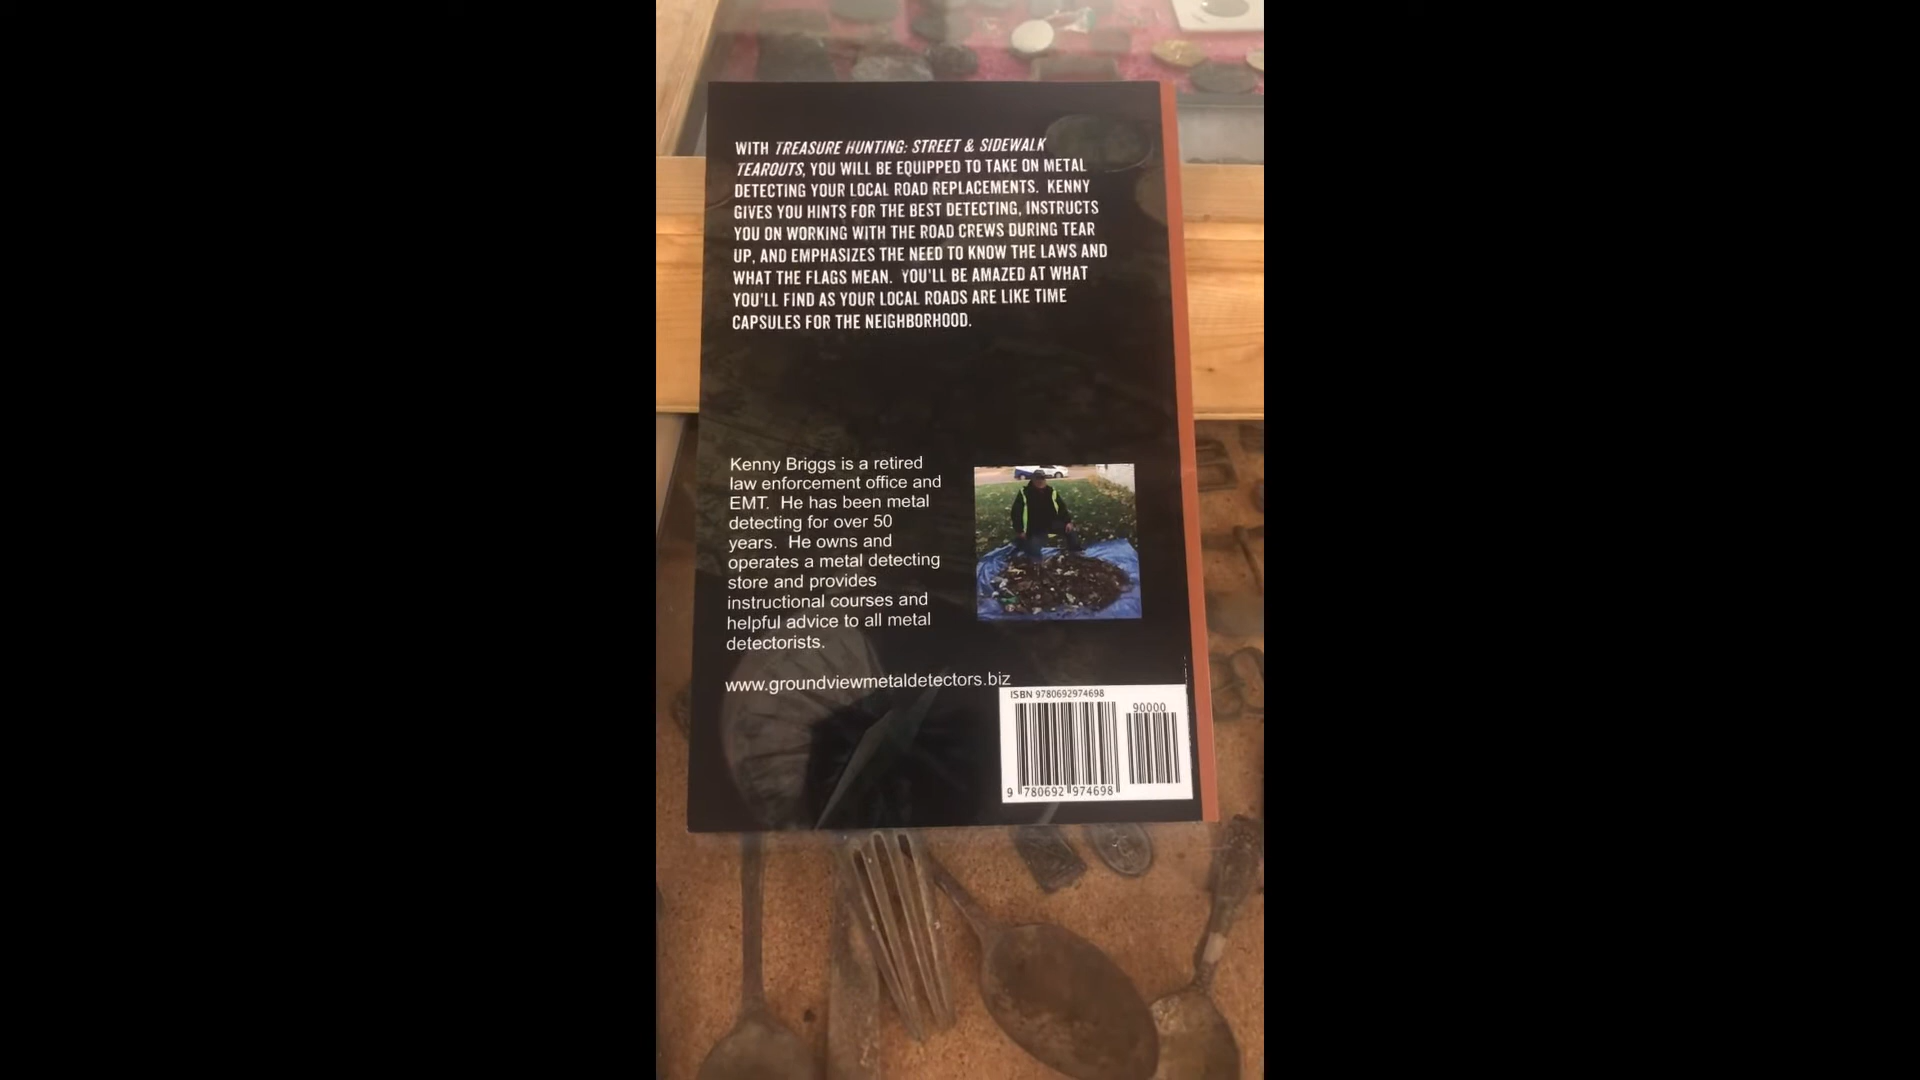 WITH TREASURE HUNTING: STREET & SIDEWALK
TEAROUTS, YOU WILL BE EQUIPPED TO TAKE ON METAL
DETECTING YOUR LOCAL ROAD REPLACEMENTS. KENNY
GIVES YOU HINTS FOR THE BEST DETECTING, INSTRUCTS
YOU ON WORKING WITH THE ROAD CREWS DURING TEAR
UP, AND EMPHASIZES THE NEED TO KNOW THE LAWS AND
WHAT THE FLAGS MEAN. YOU'LL BE AMAZED AT WHAT
YOU'LL FIND AS YOUR LOCAL ROADS ARE LIKE TIME
CAPSULES FOR THE NEIGHBORHOOD.
Kenny Briggs is a retired
law enforcement office and
EMT. He has been metal
detecting for over 50
years. He owns and
operates a metal detecting
store and provides
instructional courses and
helpful advice to all metal
detectorists.
www.groundviewmetaldetectors.biz
ISBN 9780692974698
90000
9 780692 974698